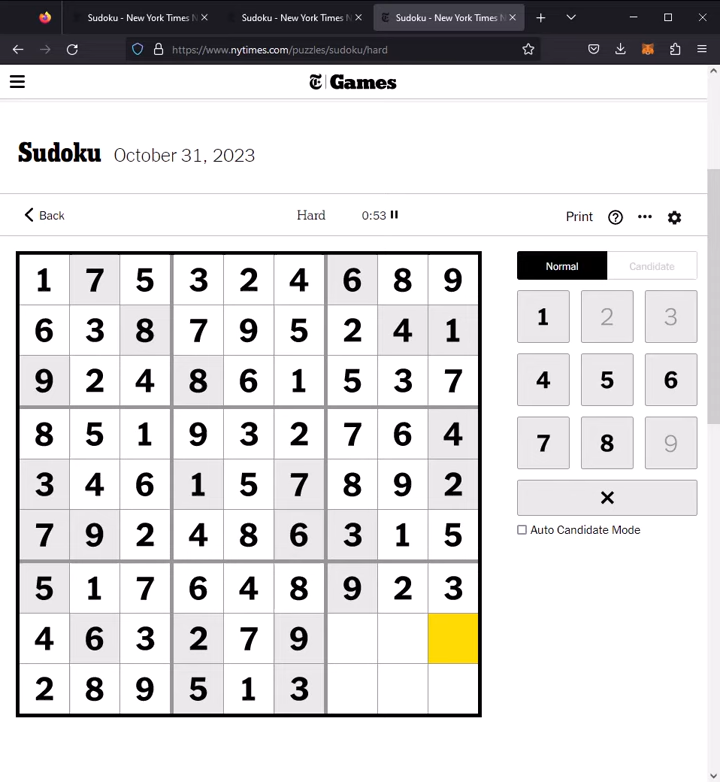 Sudoku - New York Times N
Sudoku - New York Times N
Sudoku - New York Times N
https://www.nytimes.com/puzzles/sudoku/hard
T Games
Sudoku October 31, 2023
Back
Hard
0:53
Print
Normal
Candidate
1 7 5 3 2 4 6 8 9
6 3 8 7 9 5 2 4 1
9 2 4 8 6 1 5 3 7
8 5 1 9 3 2 7 6 4
3 4 6 1 5 7 8 9 2
7 9 2 4 8 6 3 1 5
5 1 7 6 4 8 9 2 3
4 6 3 2 7 9
2 8 9 5 1 3
1 2 3
4 5 6
7 8 9
Auto Candidate Mode